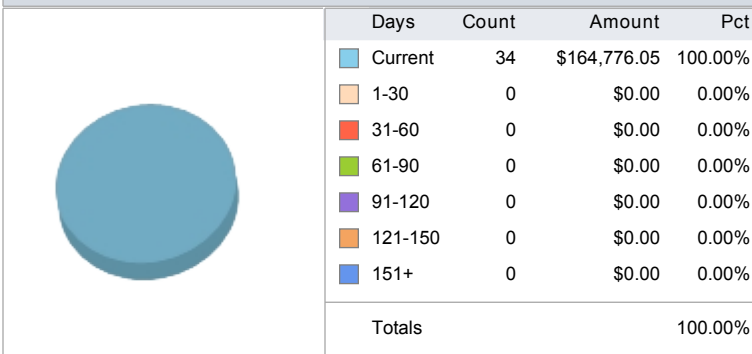 Days Count Amount Pct
Current 34 $164,776.05 100.00%
1-30 0 $0.00 0.00%
31-60 0 $0.00 0.00%
61-90 0 $0.00 0.00%
91-120 0 $0.00 0.00%
121-150 0 $0.00 0.00%
151+ 0 $0.00 0.00%
Totals 100.00%